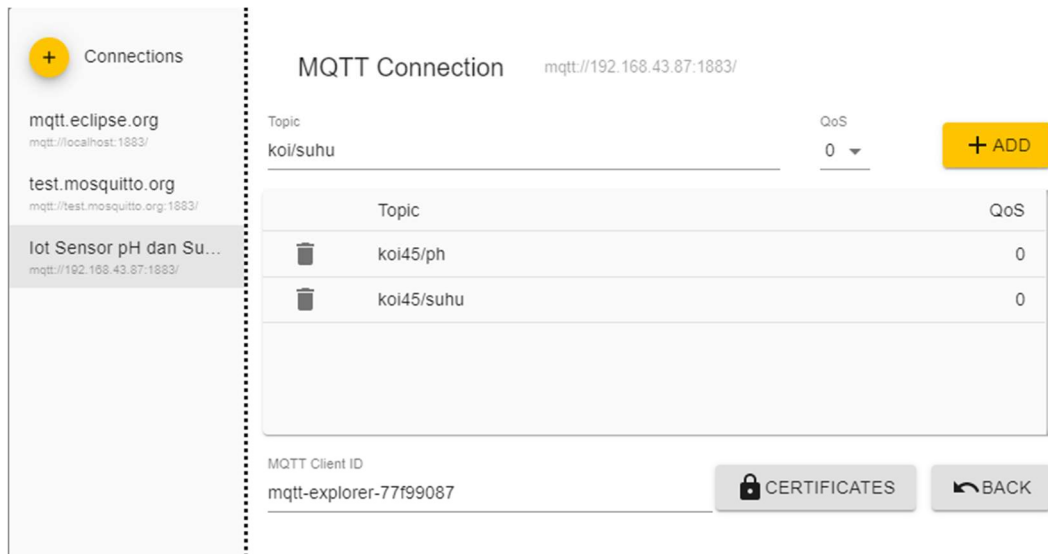 Connections
mqtt.eclipse.org
mqtt://localhost:1883/
test.mosquitto.org
mqtt://test.mosquitto.org:1883/
Iot Sensor pH dan Su...
mqtt://192.168.43.87:1883/
MQTT Connection mqtt://192.168.43.87:1883/
Topic QoS
koi/suhu 0 + ADD
Topic QoS
koi45/ph 0
koi45/suhu 0
MQTT Client ID
mqtt-explorer-77f99087
CERTIFICATES BACK